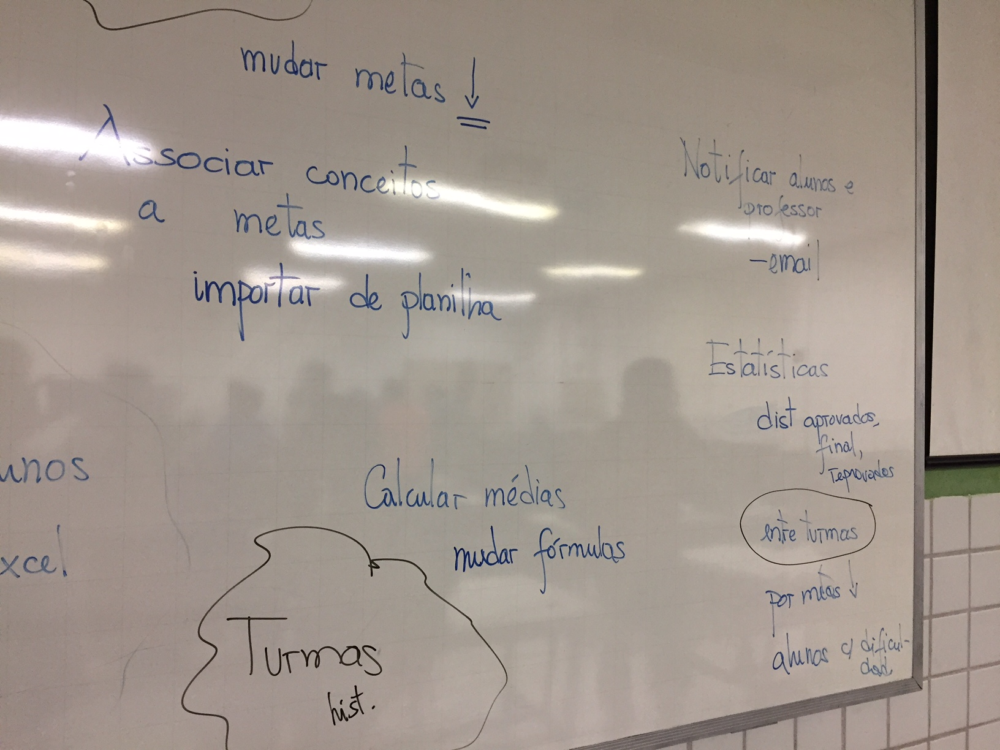 mudar metas ↓
Associar conceitos
a metas
importar de planilha
unos
xcel
Calcular médias
mudar fórmulas
Turmas
hist.
Notificar alunos e
professor
- email
Estatísticas
dist aprovados,
final,
reprovados
entre turmas
por metas ↓
alunos c/ dificul-
dad